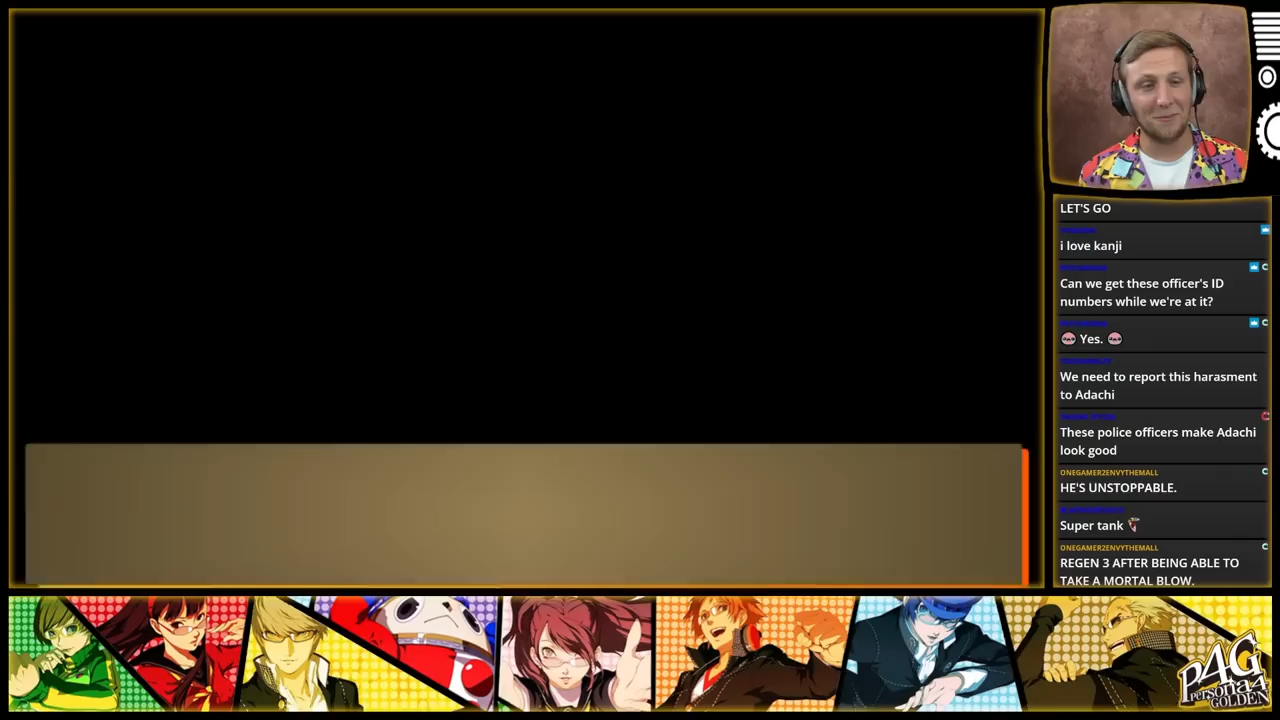 LET'S GO
i love kanji
Can we get these officer's ID
numbers while we're at it?
Yes.
We need to report this harasment
to Adachi
These police officers make Adachi
look good
ONEGAMER2ENVYTHEMALL
HE'S UNSTOPPABLE.
Super tank
ONEGAMER2ENVYTHEMALL
REGEN 3 AFTER BEING ABLE TO
TAKE A MORTAL BLOW.
P4G
Persona4
GOLDEN